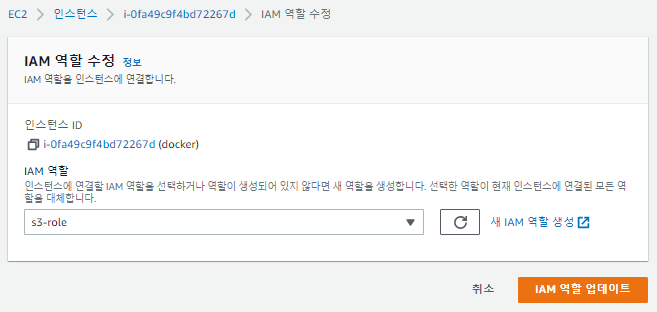 EC2 > 인스턴스 > i-0fa49c9f4bd72267d > IAM 역할 수정
IAM 역할 수정 정보
IAM 역할을 인스턴스에 연결합니다.
인스턴스 ID
i-0fa49c9f4bd72267d (docker)
IAM 역할
인스턴스에 연결할 IAM 역할을 선택하거나 역할이 생성되어 있지 않다면 새 역할을 생성합니다. 선택한 역할이 현재 인스턴스에 연결된 모든 역
할을 대체합니다.
s3-role 새 IAM 역할 생성
취소 IAM 역할 업데이트